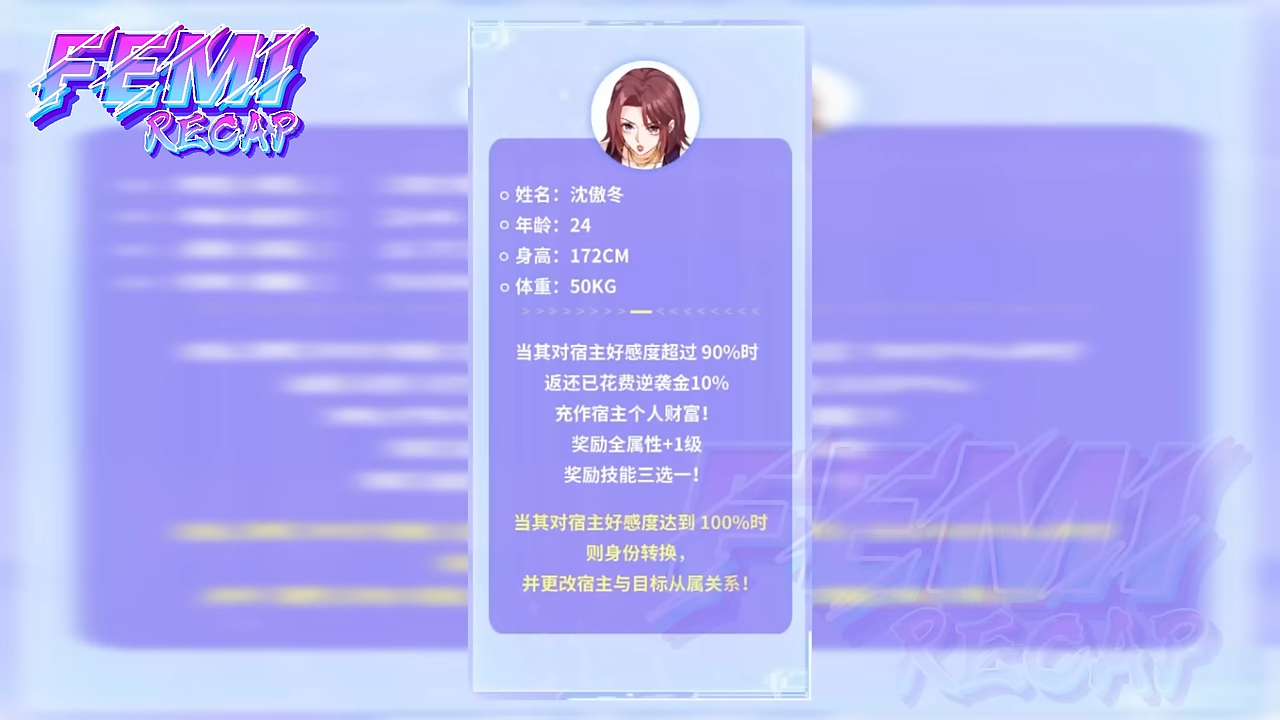 FEMI
RECAP
姓名：沈傲冬
年龄：24
身高：172CM
体重：50KG
当其对宿主好感度超过 90%时
返还已花费逆袭金10%
充作宿主个人财富！
奖励全属性+1级
奖励技能三选一！
当其对宿主好感度达到 100%时
则身份转换，
并更改宿主与目标从属关系！
FEMI
RECAP